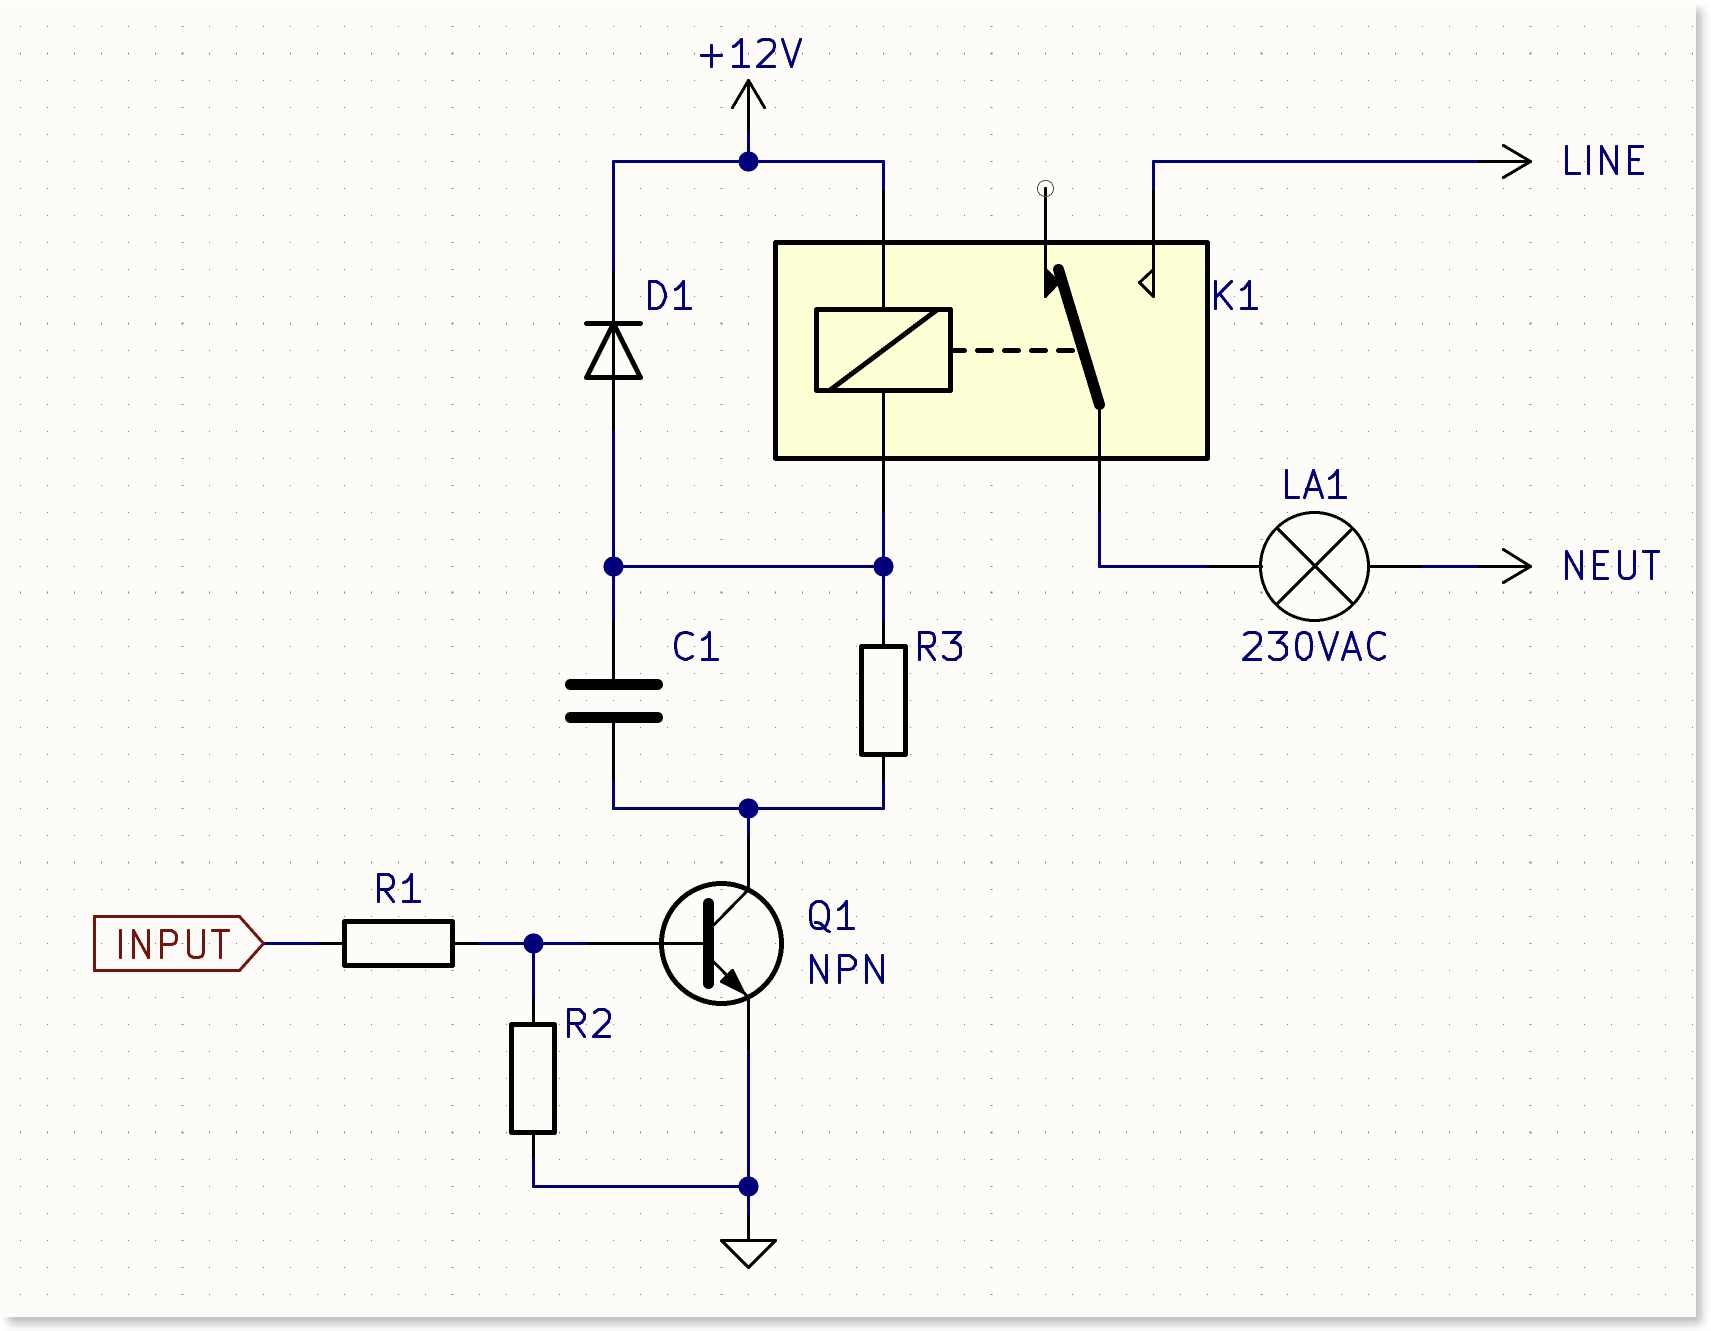 +12V
LINE
D1
K1
LA1
NEUT
C1
R3
230VAC
R1
Q1
INPUT
NPN
R2